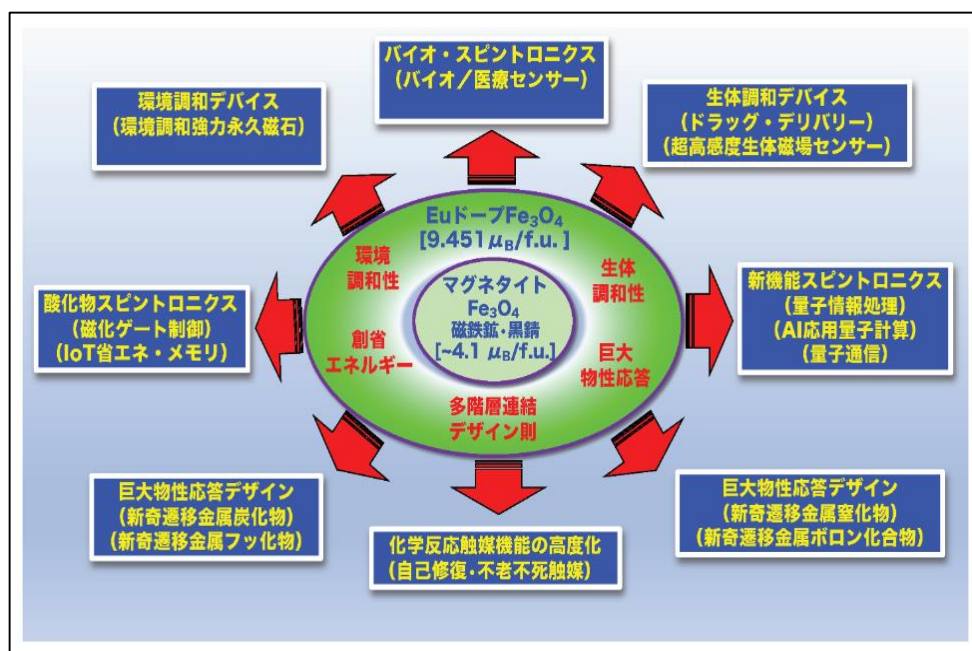 バイオ・スピントロニクス
(バイオ/医療センサー)
環境調和デバイス
(環境調和強力永久磁石)
生体調和デバイス
(ドラッグ・デリバリー)
(超高感度生体磁場センサー)
EuドープFe₃O₄
[9.451μB/f.u.]
環境
調和性
生体
調和性
マグネタイト
Fe₃O₄
磁鉄鉱・黒錆
[~4.1 μB/f.u.]
創省
エネルギー
巨大
物性応答
多階層連結
デザイン則
酸化物スピントロニクス
(磁化ゲート制御)
(IoT省エネ・メモリ)
新機能スピントロニクス
(量子情報処理)
(AI応用量子計算)
(量子通信)
巨大物性応答デザイン
(新奇遷移金属炭化物)
(新奇遷移金属フッ化物)
化学反応触媒機能の高度化
(自己修復・不老不死触媒)
巨大物性応答デザイン
(新奇遷移金属窒化物)
(新奇遷移金属ボロン化合物)